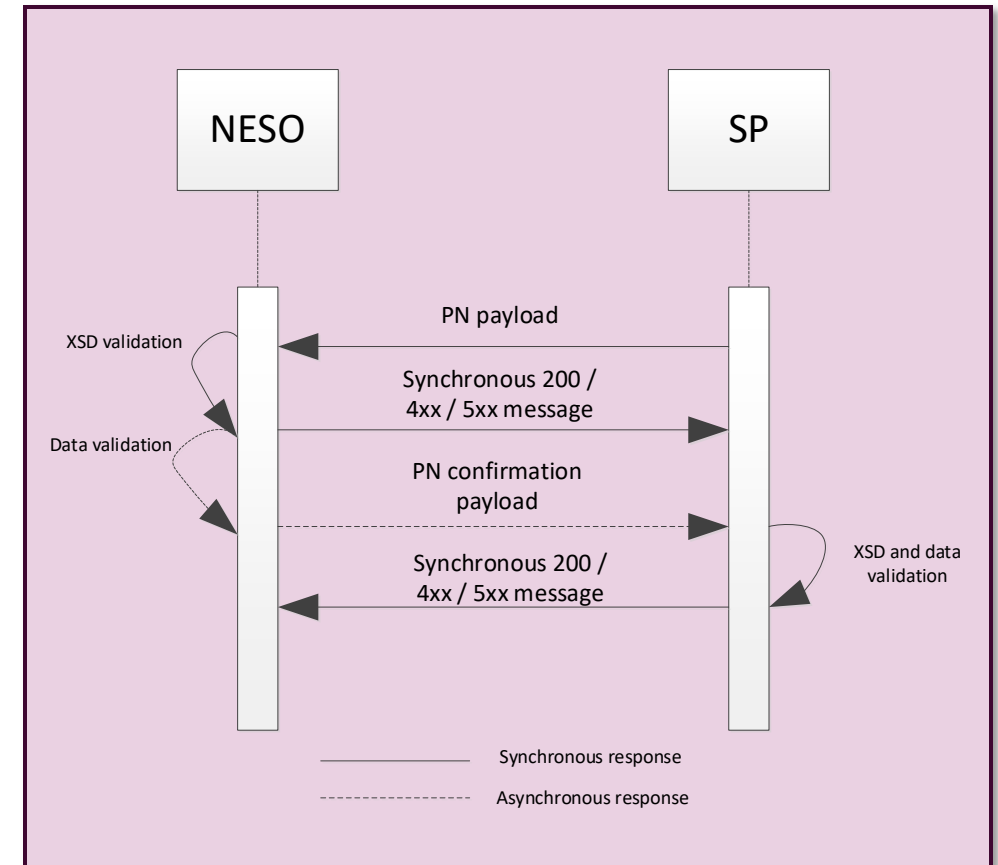 NESO
SP
PN payload
XSD validation
Synchronous 200 /
4xx / 5xx message
Data validation
PN confirmation
payload
XSD and data
validation
Synchronous 200 /
4xx / 5xx message
Synchronous response
Asynchronous response